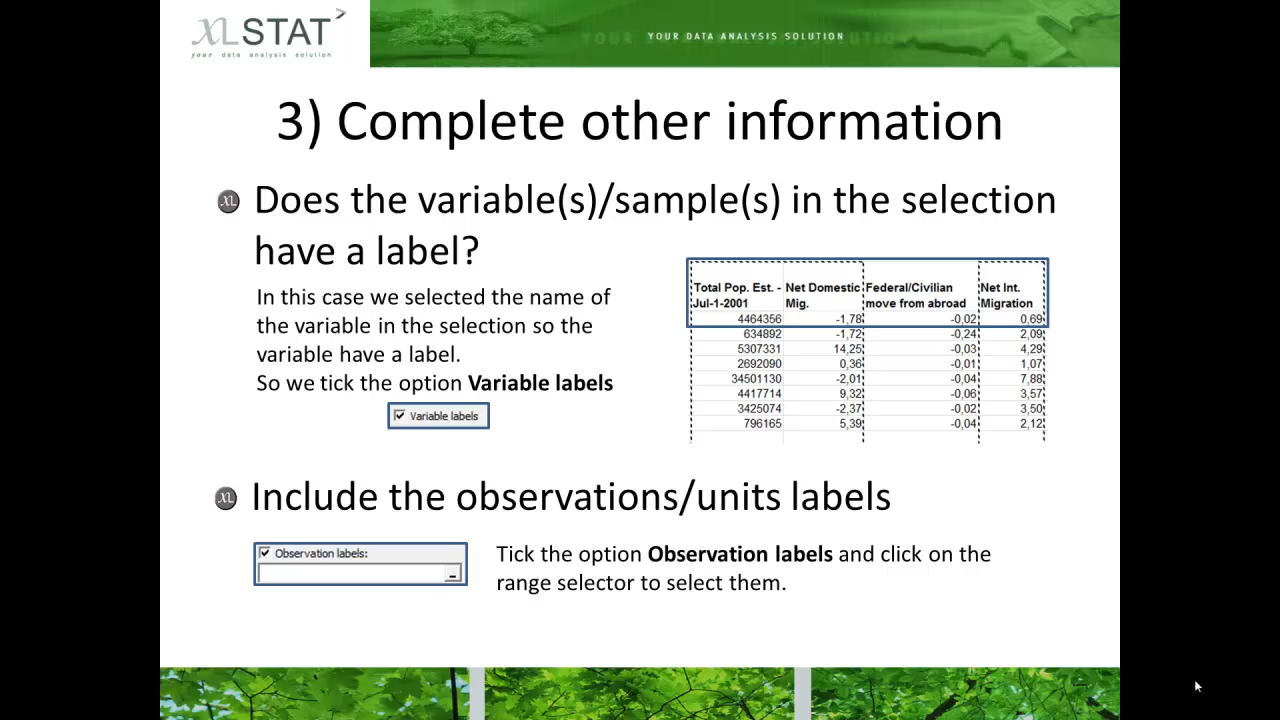 XLSTAT
your data analysis solution
YOUR DATA ANALYSIS SOLUTION
3) Complete other information
XL Does the variable(s)/sample(s) in the selection
have a label?
In this case we selected the name of
the variable in the selection so the
variable have a label.
So we tick the option Variable labels
Variable labels
Total Pop. Est. - Net Domestic Federal/Civilian Net Int.
Jul-1-2001 Mig. move from abroad Migration
4464356 -1,78 -0,02 0,69
634892 -1,72 -0,24 2,09
5307331 14,25 -0,03 4,29
2692090 0,36 -0,01 1,07
34501130 -2,01 -0,04 7,88
4417714 9,32 -0,06 3,57
3425074 -2,37 -0,02 3,50
796165 5,39 -0,04 2,12
XL Include the observations/units labels
Observation labels:
Tick the option Observation labels and click on the
range selector to select them.